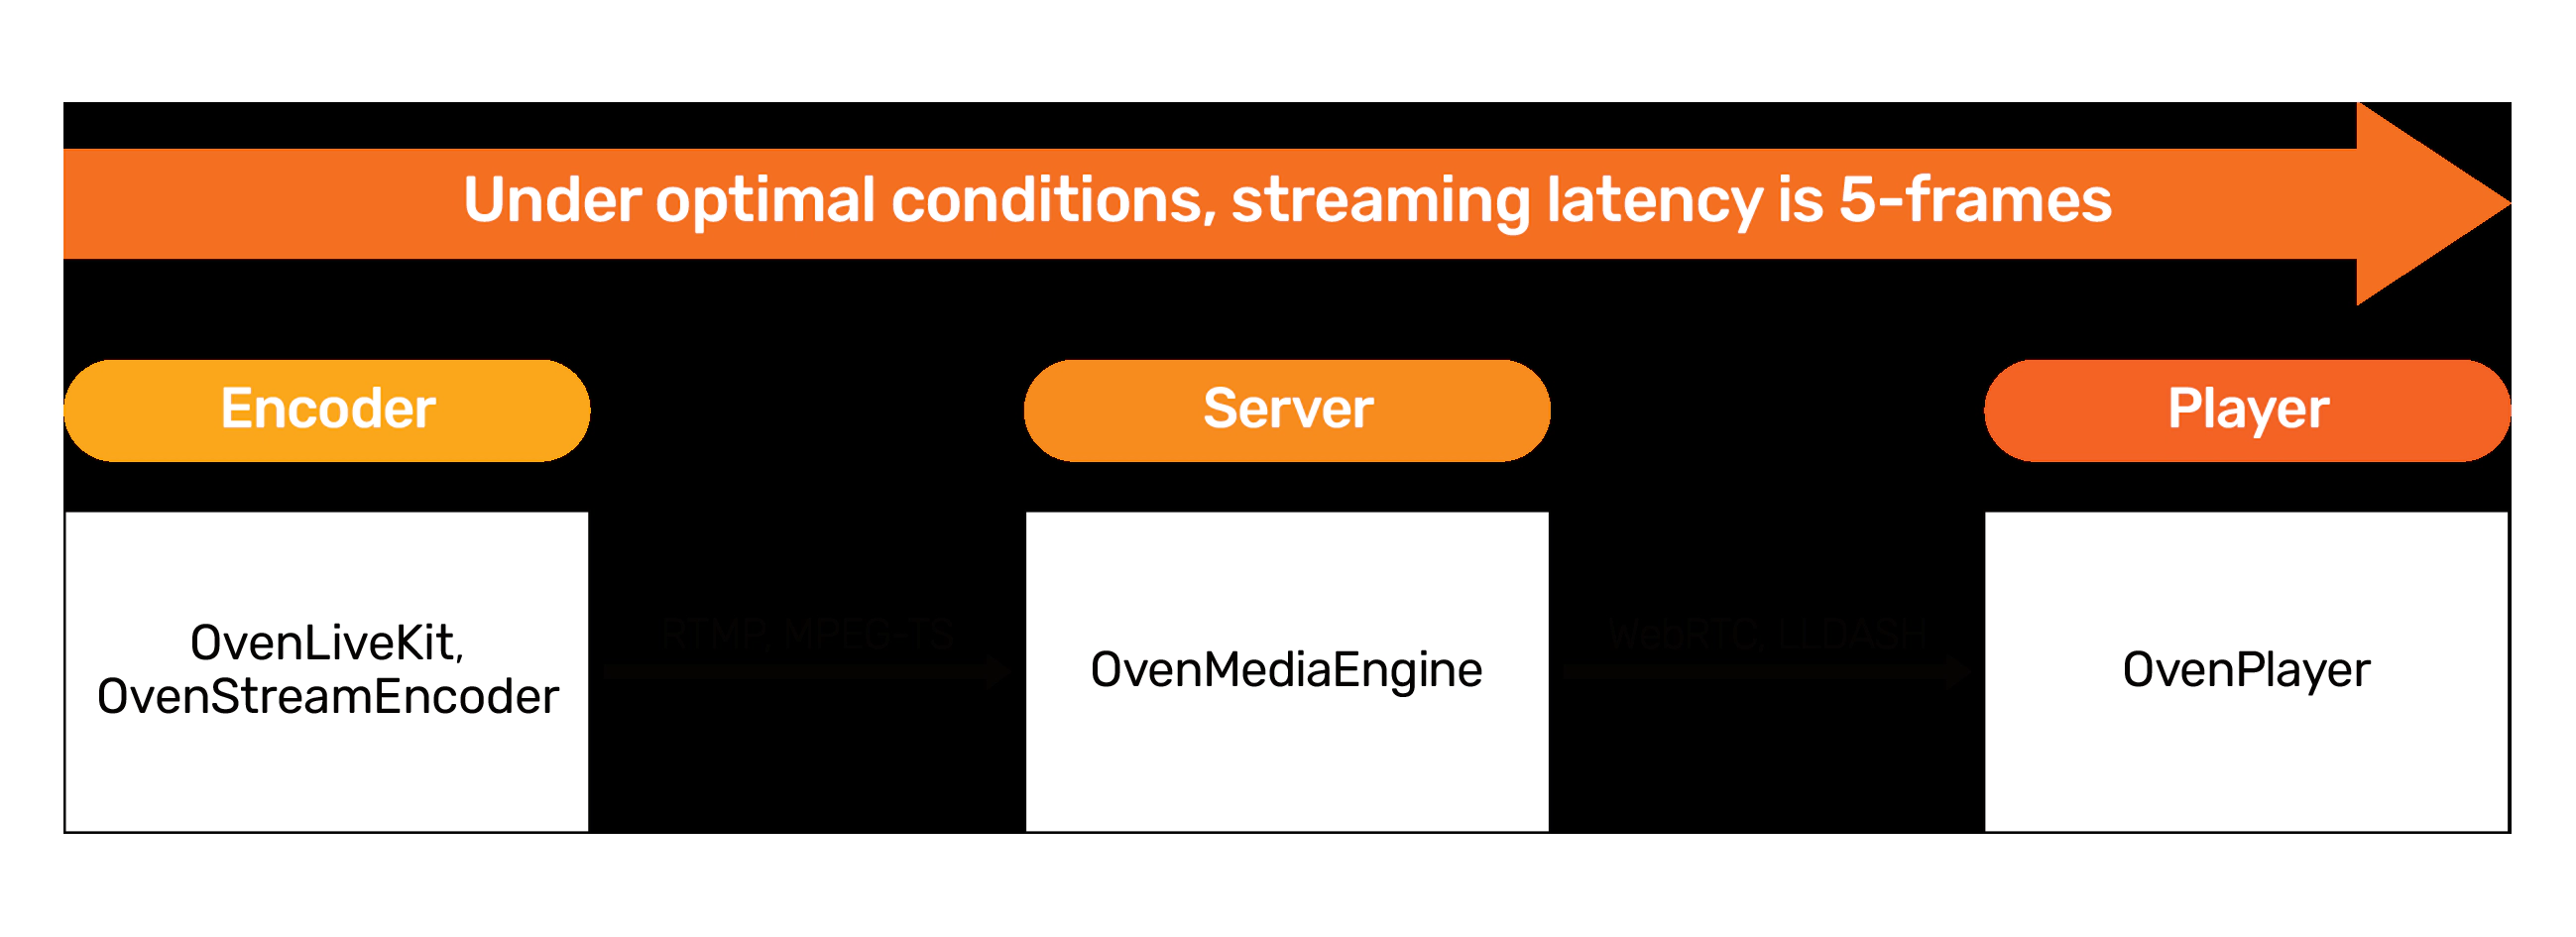 Under optimal conditions, streaming latency is 5-frames
Encoder
Server
Player
OvenLiveKit,
OvenStreamEncoder
RTMP, MPEG-TS
OvenMediaEngine
WebRTC, LLDASH
OvenPlayer